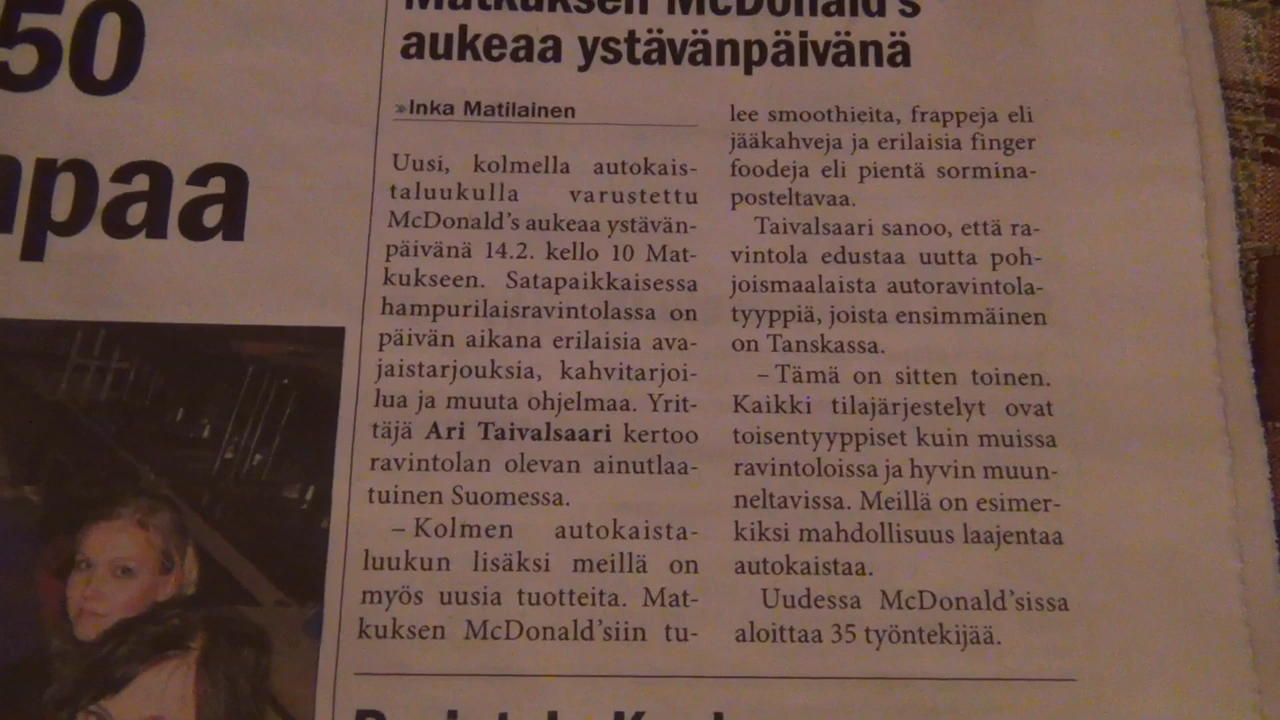 50
paa
Matkuksen McDonald's
aukeaa ystävänpäivänä
»Inka Matilainen
Uusi, kolmella autokais-
taluukulla varustettu
McDonald's aukeaa ystävän-
päivänä 14.2. kello 10 Mat-
kukseen. Satapaikkaisessa
hampurilaisravintolassa on
päivän aikana erilaisia ava-
jaistarjouksia, kahvitarjoi-
lua ja muuta ohjelmaa. Yrit-
täjä Ari Taivalsaari kertoo
ravintolan olevan ainutlaa-
tuinen Suomessa.
– Kolmen autokaista-
luukun lisäksi meillä on
myös uusia tuotteita. Mat-
kuksen McDonald'siin tu-
lee smoothieita, frappeja eli
jääkahveja ja erilaisia finger
foodeja eli pientä sormina-
posteltavaa.
Taivalsaari sanoo, että ra-
vintola edustaa uutta poh-
joismaalaista autoravintola-
tyyppiä, joista ensimmäinen
on Tanskassa.
– Tämä on sitten toinen.
Kaikki tilajärjestelyt ovat
toisentyyppiset kuin muissa
ravintoloissa ja hyvin muun-
neltavissa. Meillä on esimer-
kiksi mahdollisuus laajentaa
autokaistaa.
Uudessa McDonald'sissa
aloittaa 35 työntekijää.